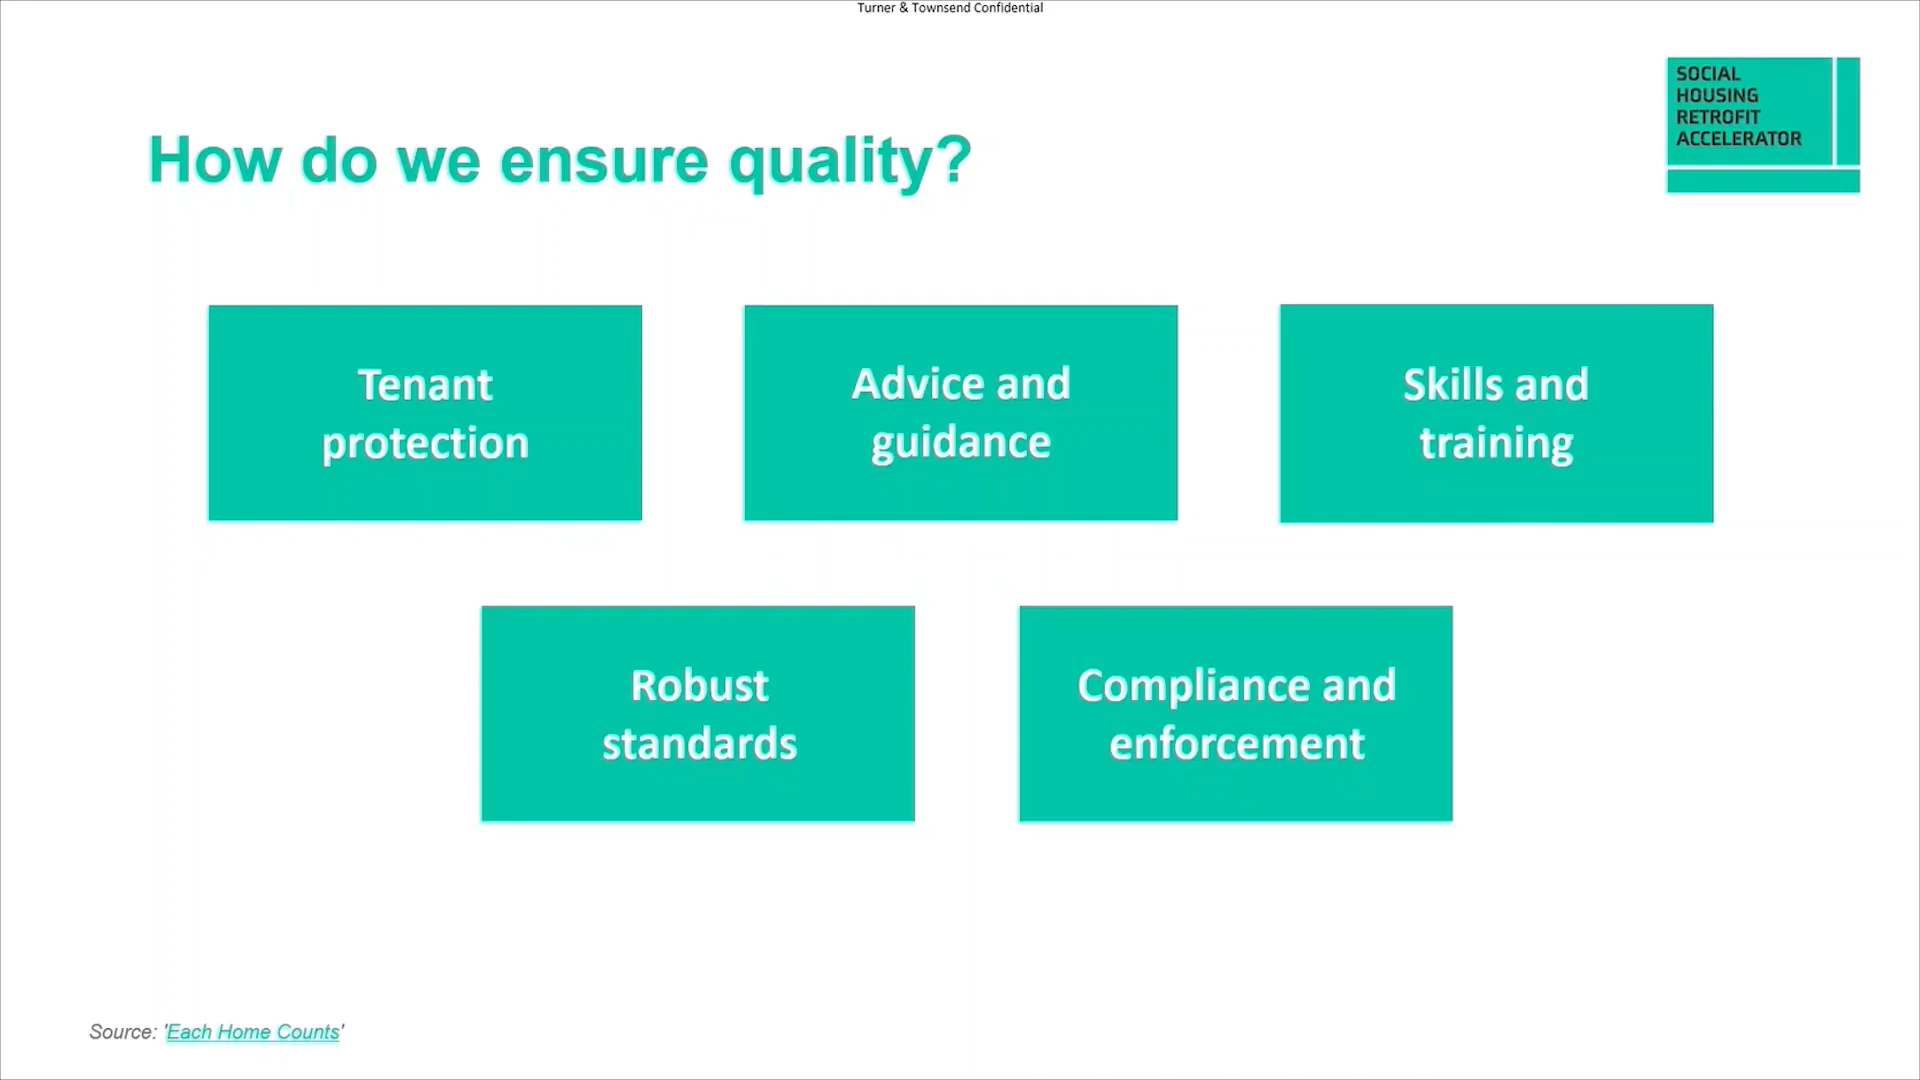 Turner & Townsend Confidential
SOCIAL
HOUSING
RETROFIT
ACCELERATOR
How do we ensure quality?
Tenant
protection
Advice and
guidance
Skills and
training
Robust
standards
Compliance and
enforcement
Source: 'Each Home Counts'